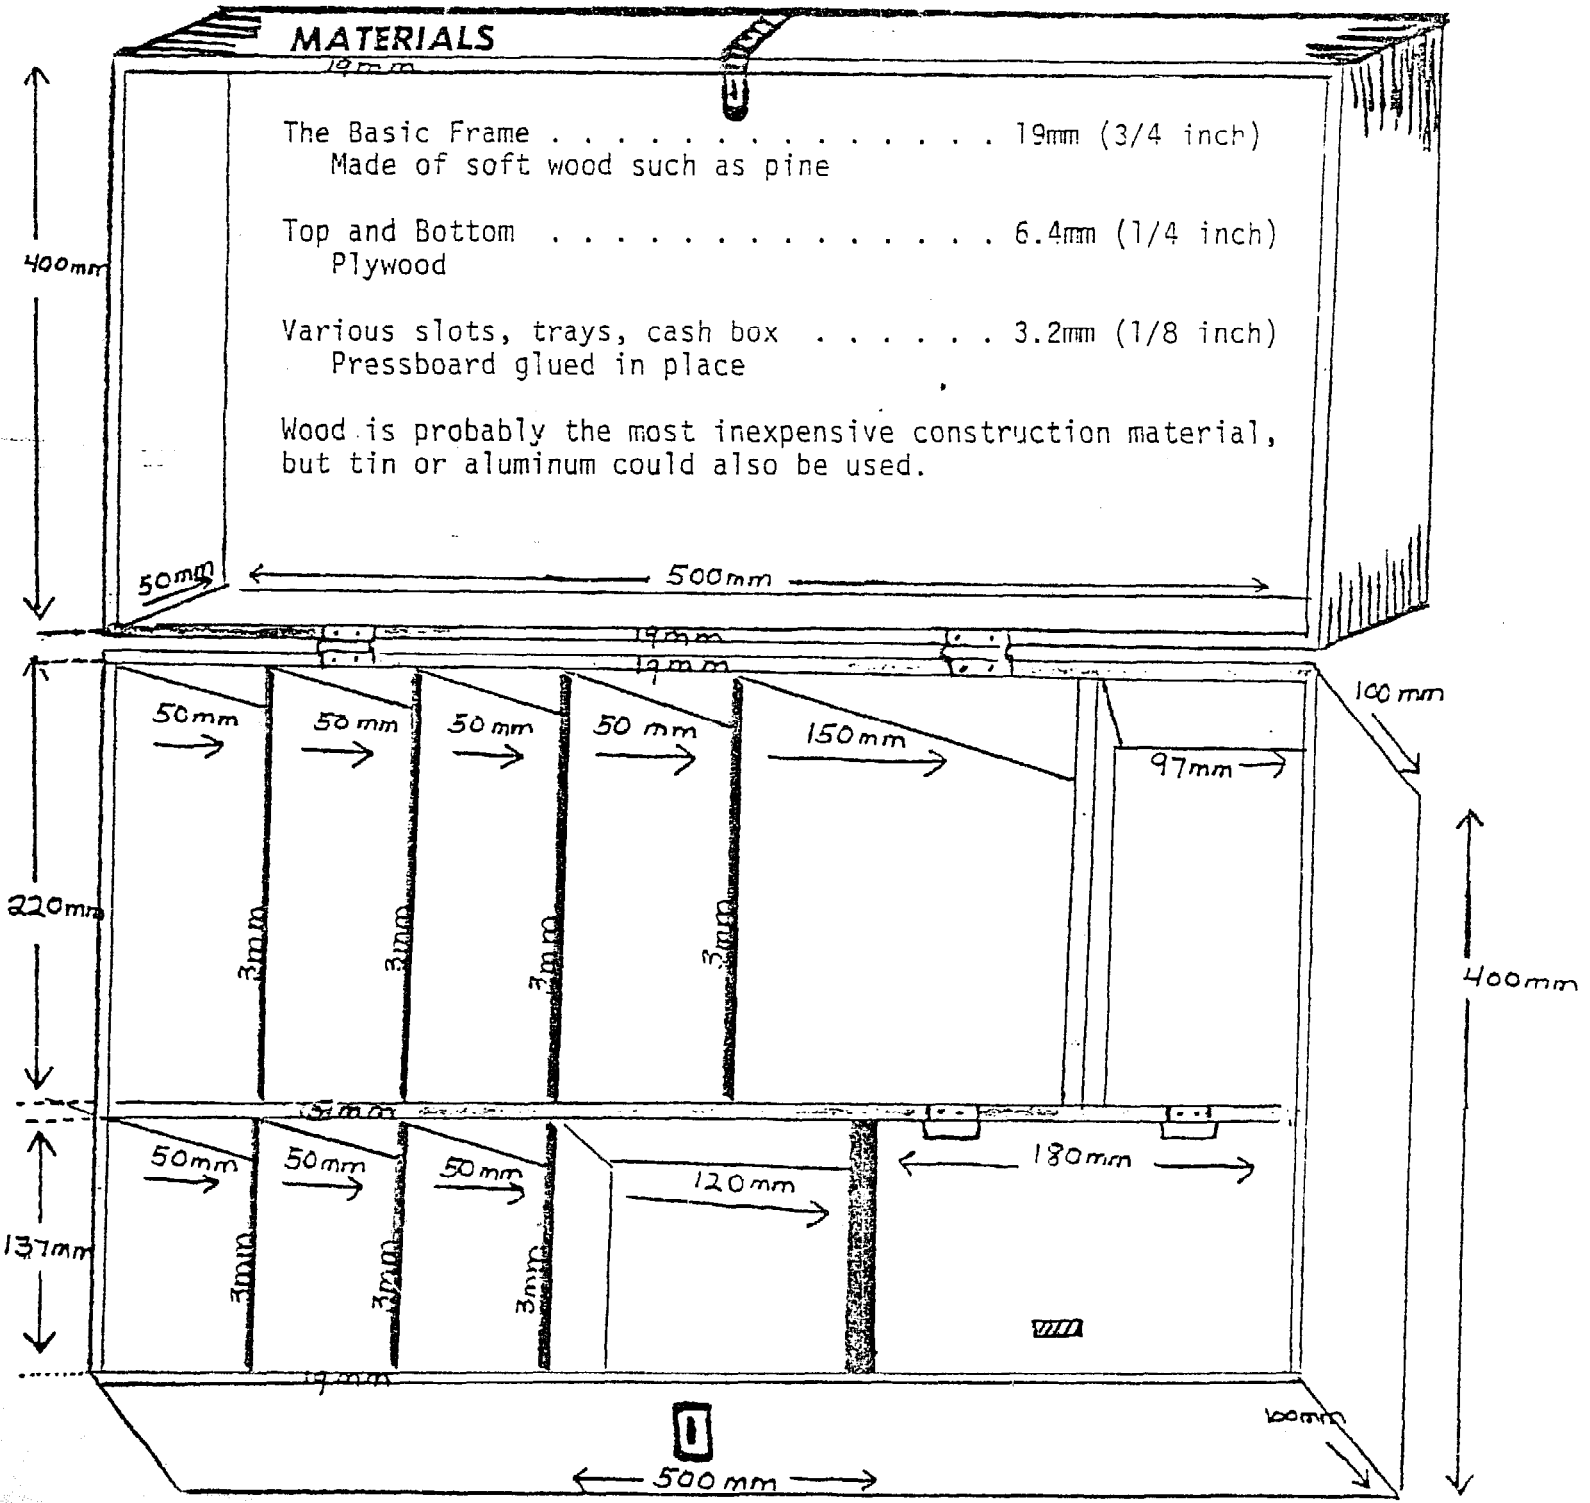 MATERIALS
19mm
The Basic Frame . . . . . . . . . . . . . . 19mm (3/4 inch)
Made of soft wood such as pine
Top and Bottom . . . . . . . . . . . . . . 6.4mm (1/4 inch)
Plywood
400mm
Various slots, trays, cash box . . . . . . 3.2mm (1/8 inch)
Pressboard glued in place
Wood is probably the most inexpensive construction material,
but tin or aluminum could also be used.
50mm
500mm
19mm
19mm
100mm
50mm 50mm 50mm 50mm 150mm 97mm
220mm
3mm 3mm 3mm 3mm
400mm
19mm
50mm 50mm 50mm 120mm 180mm
137mm
3mm 3mm 3mm
19mm
100mm
500mm